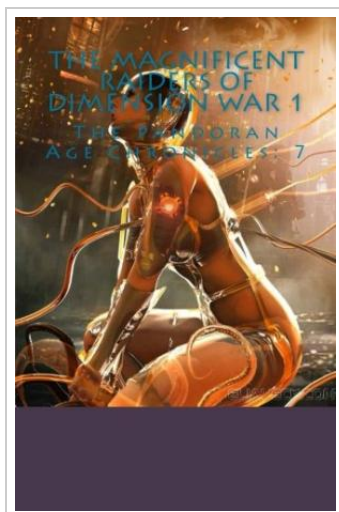 THE MAGNIFICENT
RAIDERS OF
DIMENSION WAR 1
THE PANDORAN
AGE CHRONICLES: 7